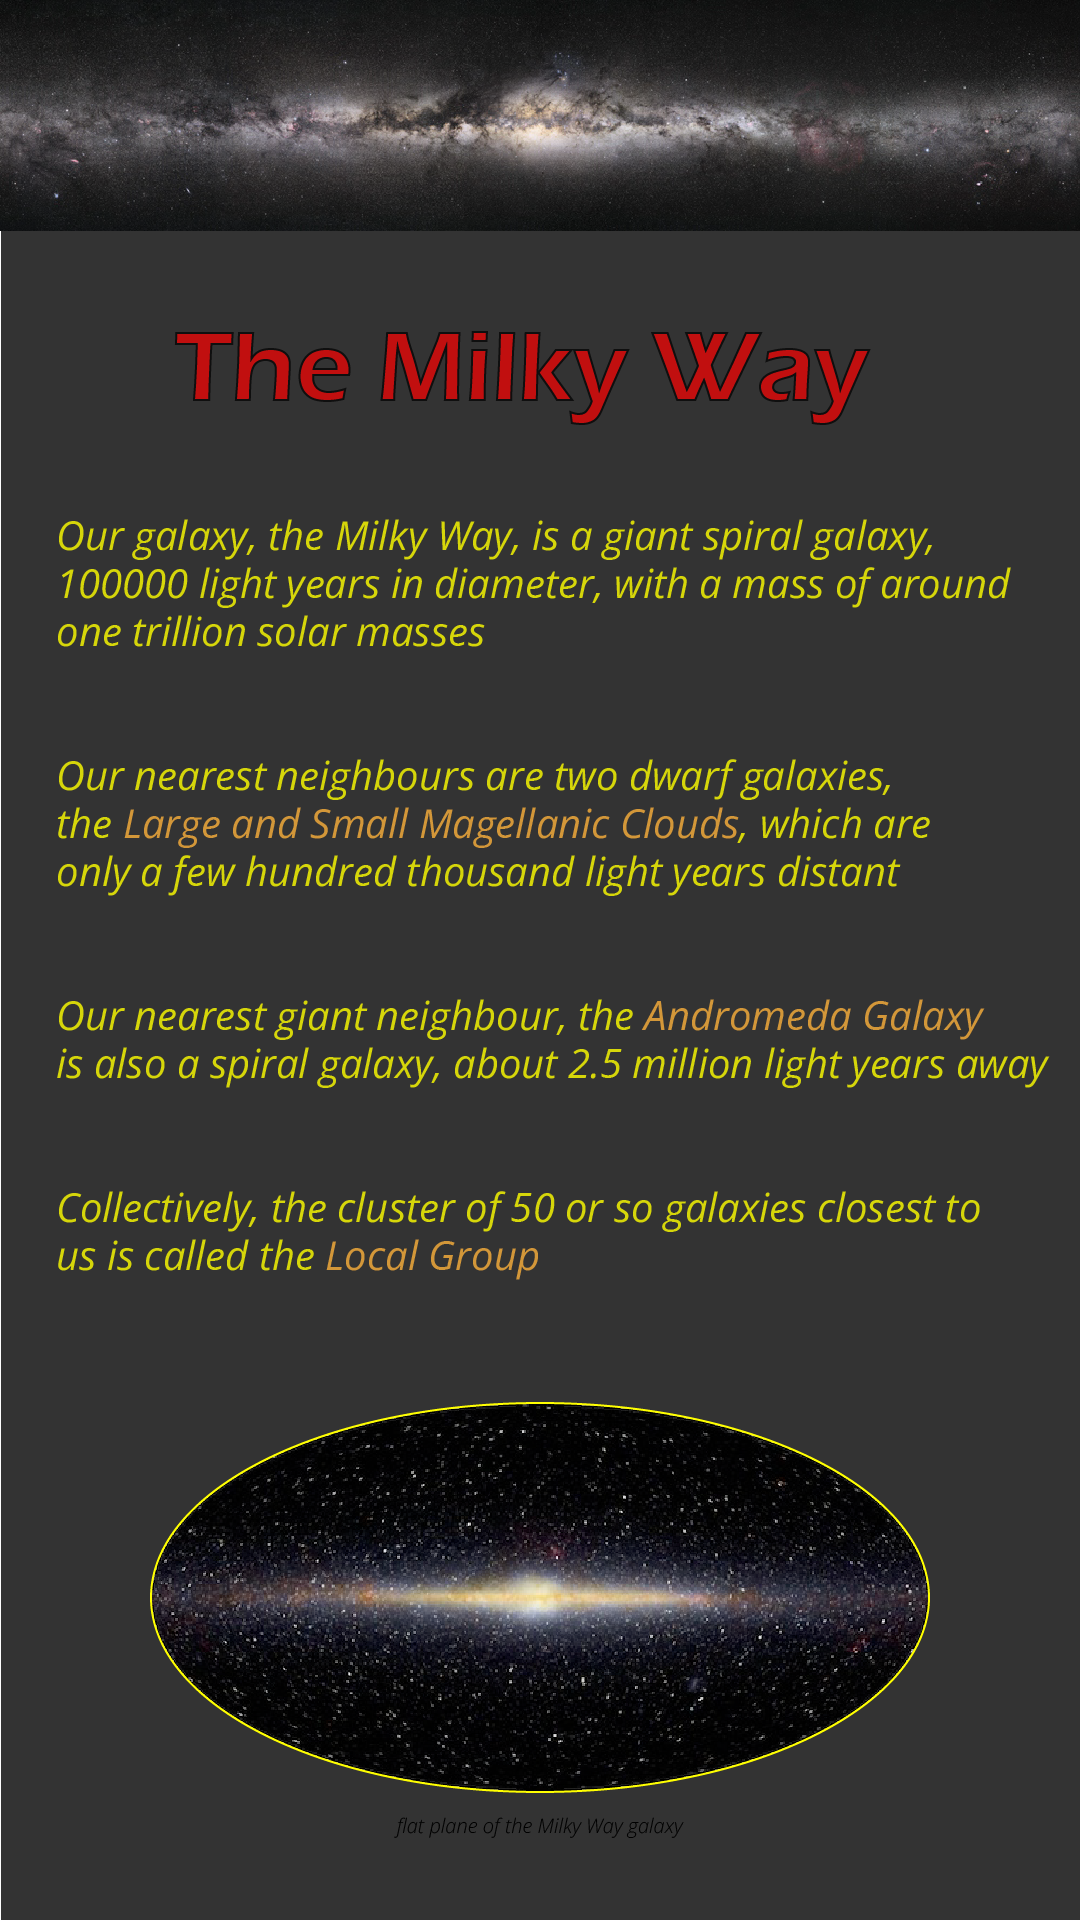 The Milky Way
Our galaxy, the Milky Way, is a giant spiral galaxy,
100000 light years in diameter, with a mass of around
one trillion solar masses
Our nearest neighbours are two dwarf galaxies,
the Large and Small Magellanic Clouds, which are
only a few hundred thousand light years distant
Our nearest giant neighbour, the Andromeda Galaxy
is also a spiral galaxy, about 2.5 million light years away
Collectively, the cluster of 50 or so galaxies closest to
us is called the Local Group
flat plane of the Milky Way galaxy